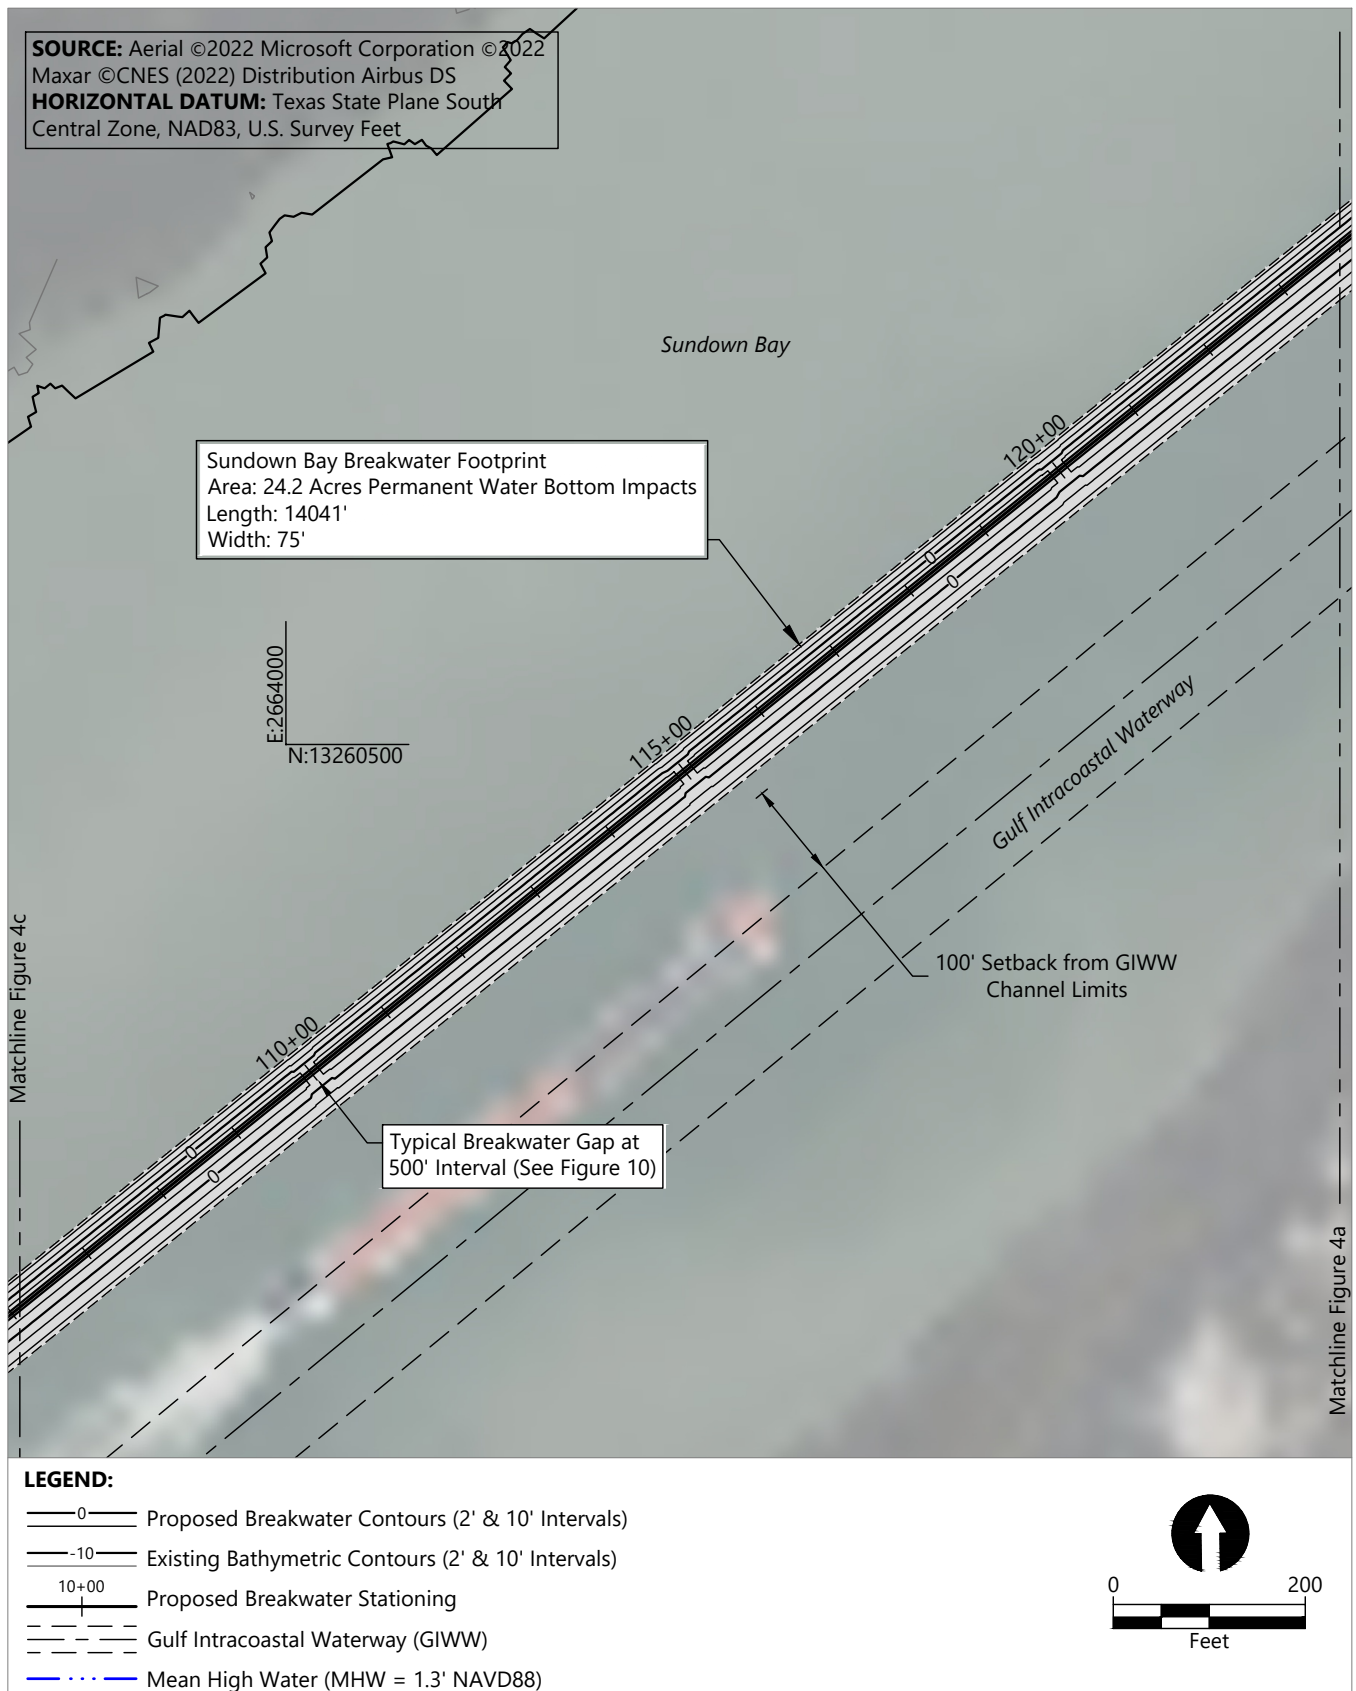 SOURCE: Aerial ©2022 Microsoft Corporation ©2022
Maxar ©CNES (2022) Distribution Airbus DS
HORIZONTAL DATUM: Texas State Plane South
Central Zone, NAD83, U.S. Survey Feet
Sundown Bay
120+00
Sundown Bay Breakwater Footprint
Area: 24.2 Acres Permanent Water Bottom Impacts
Length: 14041'
Width: 75'
0
0
E:2664000
N:13260500
115+00
Gulf Intracoastal Waterway
100' Setback from GIWW
Channel Limits
Matchline Figure 4c
110+00
Typical Breakwater Gap at
500' Interval (See Figure 10)
0
0
Matchline Figure 4a
LEGEND:
0 Proposed Breakwater Contours (2' & 10' Intervals)
-10 Existing Bathymetric Contours (2' & 10' Intervals)
10+00 Proposed Breakwater Stationing
Gulf Intracoastal Waterway (GIWW)
Mean High Water (MHW = 1.3' NAVD88)
0 200
Feet